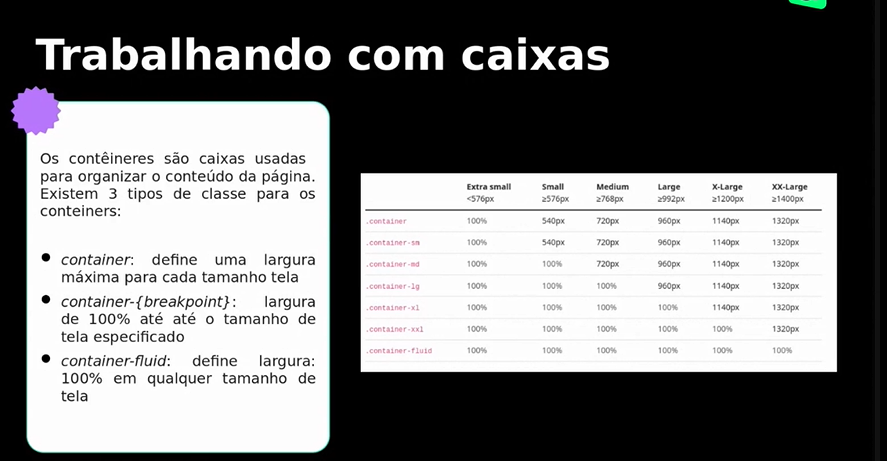 Trabalhando com caixas
Os contêineres são caixas usadas
para organizar o conteúdo da página.
Existem 3 tipos de classe para os
conteiners:
● container: define uma largura
máxima para cada tamanho tela
● container-{breakpoint}: largura
de 100% até até o tamanho de
tela especificado
● container-fluid: define largura:
100% em qualquer tamanho de
tela
Extra small Small Medium Large X-Large XX-Large
<576px ≥576px ≥768px ≥992px ≥1200px ≥1400px
.container 100% 540px 720px 960px 1140px 1320px
.container-sm 100% 540px 720px 960px 1140px 1320px
.container-md 100% 100% 720px 960px 1140px 1320px
.container-lg 100% 100% 100% 960px 1140px 1320px
.container-xl 100% 100% 100% 100% 1140px 1320px
.container-xxl 100% 100% 100% 100% 100% 1320px
.container-fluid 100% 100% 100% 100% 100% 100%